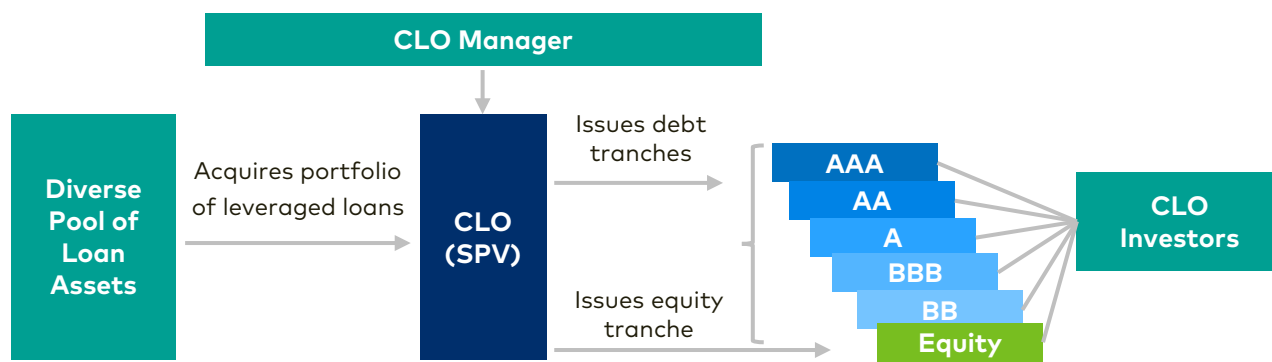 CLO Manager
Diverse
Pool of
Loan
Assets
Acquires portfolio
of leveraged loans
CLO
(SPV)
Issues debt
tranches
Issues equity
tranche
AAA
AA
A
BBB
BB
Equity
CLO
Investors